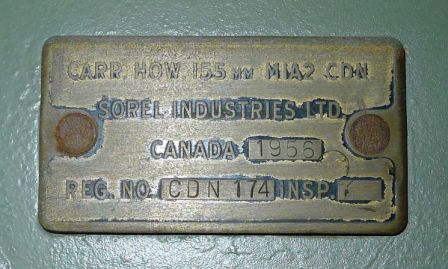 CARR. HOW. 155 MM M1A2 CDN
SOREL INDUSTRIES LTD.
CANADA 1956
REG. NO. CDN 174 INSP.